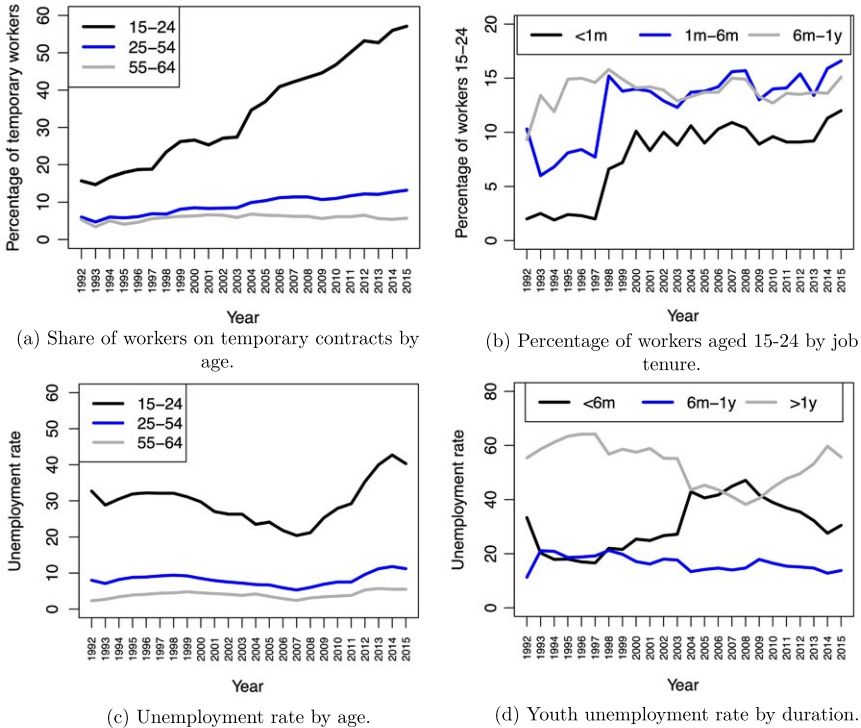 Percentage of temporary workers
60
50
40
30
20
10
0
15−24
25−54
55−64
1992 1993 1994 1995 1996 1997 1998 1999 2000 2001 2002 2003 2004 2005 2006 2007 2008 2009 2010 2011 2012 2013 2014 2015
Year
(a) Share of workers on temporary contracts by
age.
Percentage of workers 15−24
20
15
10
5
0
<1m 1m−6m 6m−1y
1992 1993 1994 1995 1996 1997 1998 1999 2000 2001 2002 2003 2004 2005 2006 2007 2008 2009 2010 2011 2012 2013 2014 2015
Year
(b) Percentage of workers aged 15-24 by job
tenure.
Unemployment rate
60
50
40
30
20
10
0
15−24
25−54
55−64
1992 1993 1994 1995 1996 1997 1998 1999 2000 2001 2002 2003 2004 2005 2006 2007 2008 2009 2010 2011 2012 2013 2014 2015
Year
(c) Unemployment rate by age.
Unemployment rate
80
60
40
20
0
<6m 6m−1y >1y
1992 1993 1994 1995 1996 1997 1998 1999 2000 2001 2002 2003 2004 2005 2006 2007 2008 2009 2010 2011 2012 2013 2014 2015
Year
(d) Youth unemployment rate by duration.